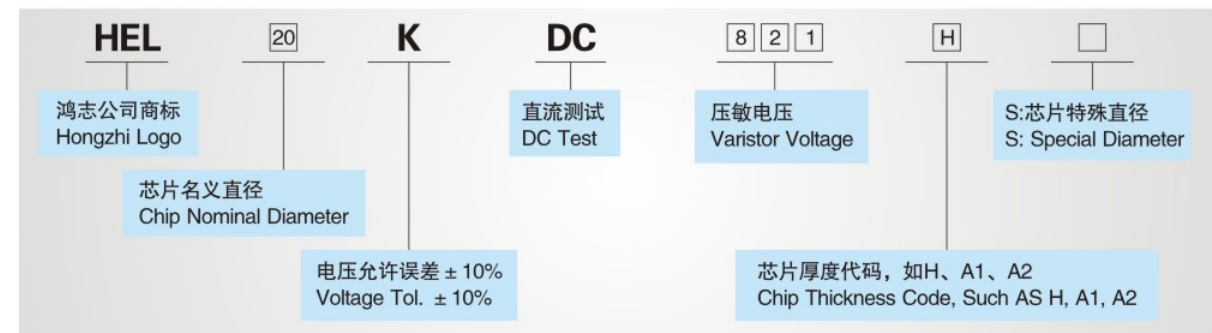 HEL 20 K DC 8 2 1 H
鸿志公司商标
Hongzhi Logo
直流测试
DC Test
压敏电压
Varistor Voltage
S:芯片特殊直径
S: Special Diameter
芯片名义直径
Chip Nominal Diameter
电压允许误差 ± 10%
Voltage Tol. ± 10%
芯片厚度代码，如H、A1、A2
Chip Thickness Code, Such AS H, A1, A2